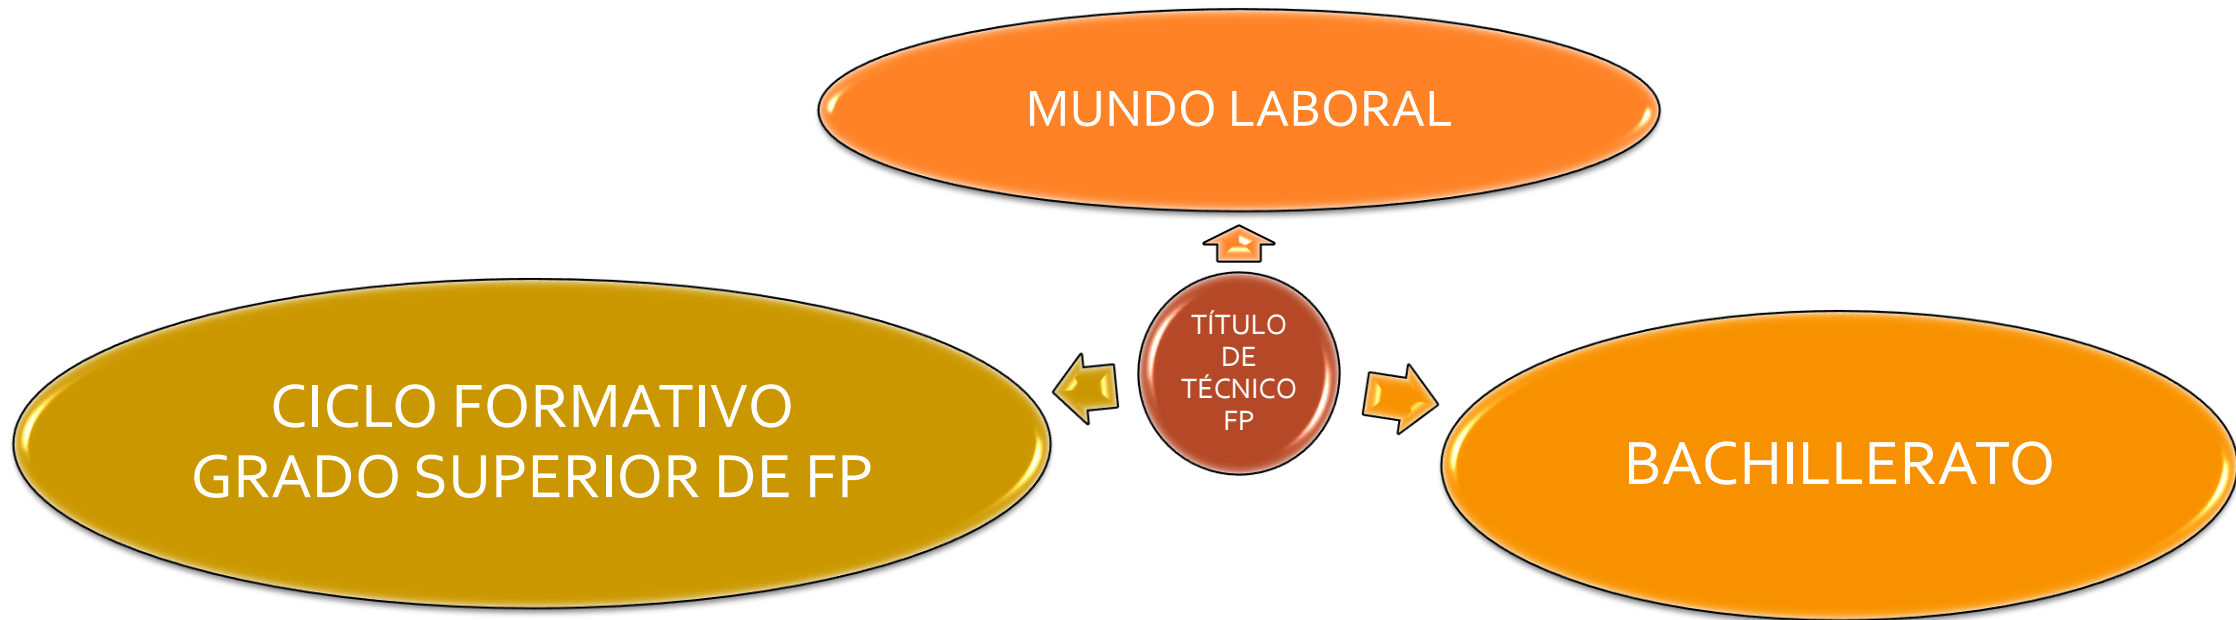 MUNDO LABORAL
TÍTULO
DE
TÉCNICO
FP
CICLO FORMATIVO
GRADO SUPERIOR DE FP
BACHILLERATO